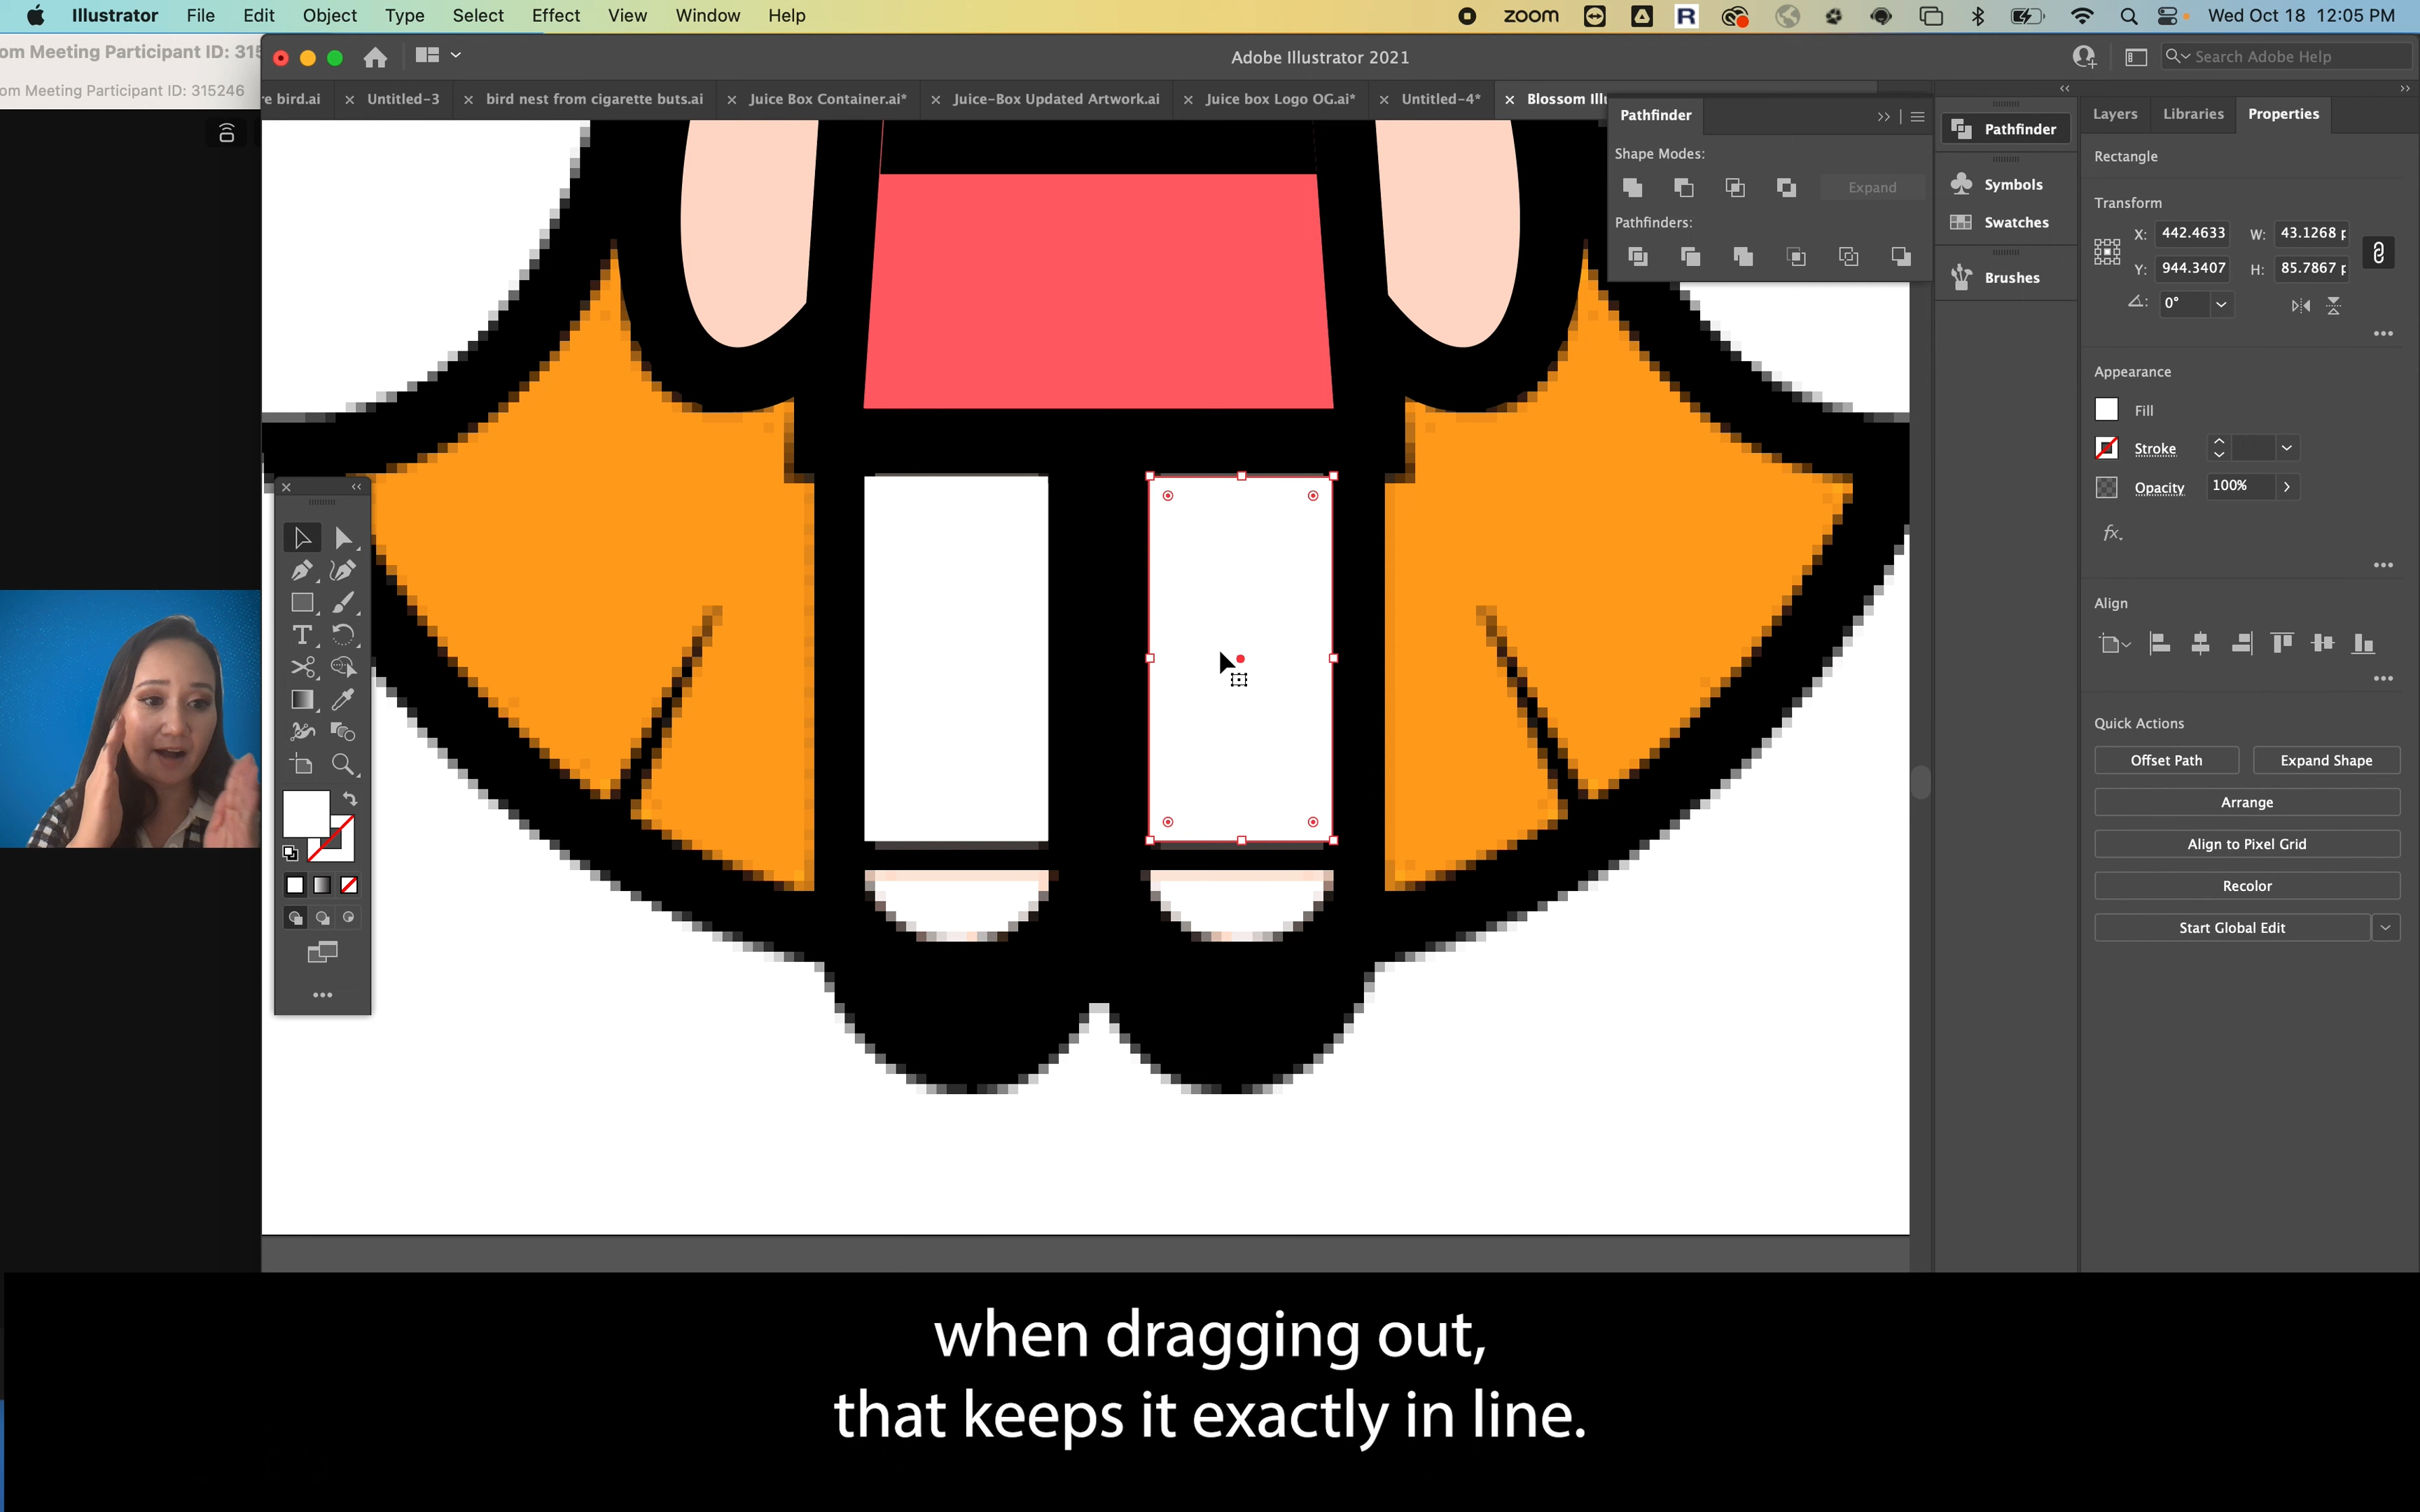 Illustrator File Edit Object Type Select Effect View Window Help zoom R Wed Oct 18 12:05 PM
om Meeting Participant ID: 315
Adobe Illustrator 2021
Search Adobe Help
om Meeting Participant ID: 315246
re bird.ai × Untitled-3 × bird nest from cigarette buts.ai × Juice Box Container.ai* × Juice-Box Updated Artwork.ai × Juice box Logo OG.ai* × Untitled-4* × Blossom Illu
Pathfinder
Shape Modes:
Expand
Pathfinders:
Pathfinder
Symbols
Swatches
Brushes
Layers Libraries Properties
Rectangle
Transform
X: 442.4633 W: 43.1268 p
Y: 944.3407 H: 85.7867 p
0°
Appearance
Fill
Stroke
Opacity 100%
fx.
Align
Quick Actions
Offset Path Expand Shape
Arrange
Align to Pixel Grid
Recolor
Start Global Edit
T
when dragging out,
that keeps it exactly in line.